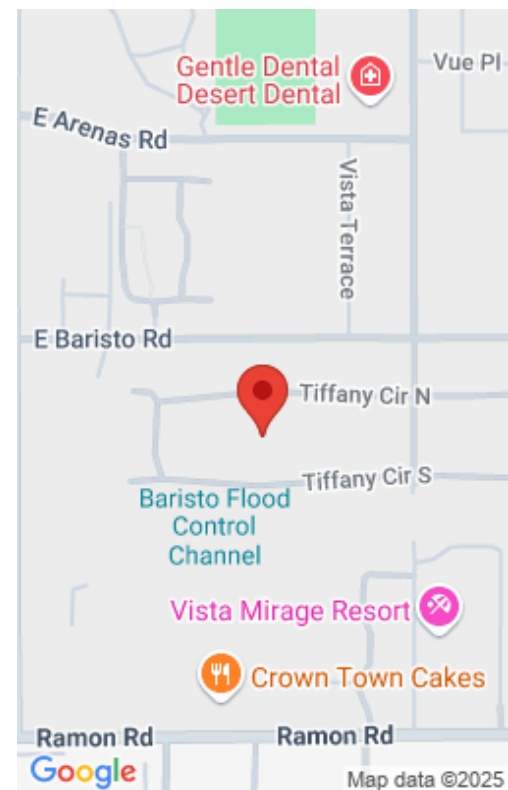 Gentle Dental
Desert Dental
Vue Pl
E Arenas Rd
Vista Terrace
E Baristo Rd
Tiffany Cir N
Tiffany Cir S
Baristo Flood
Control
Channel
Vista Mirage Resort
Crown Town Cakes
Ramon Rd
Ramon Rd
Google
Map data ©2025